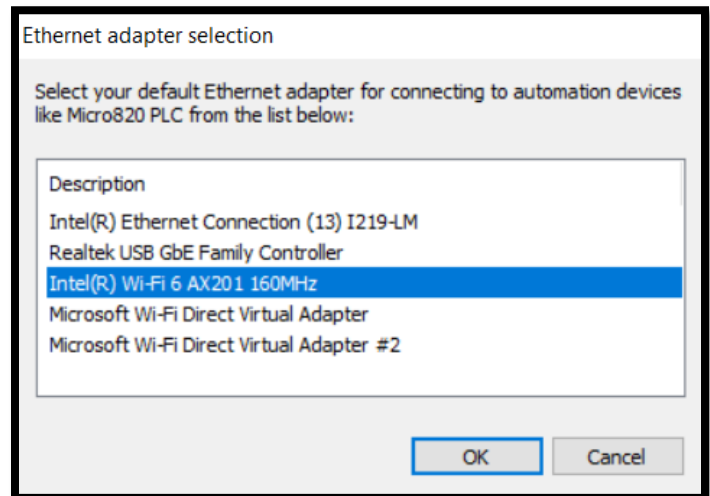 Ethernet adapter selection
Select your default Ethernet adapter for connecting to automation devices
like Micro820 PLC from the list below:
Description
Intel(R) Ethernet Connection (13) I219-LM
Realtek USB GbE Family Controller
Intel(R) Wi-Fi 6 AX201 160MHz
Microsoft Wi-Fi Direct Virtual Adapter
Microsoft Wi-Fi Direct Virtual Adapter #2
OK
Cancel